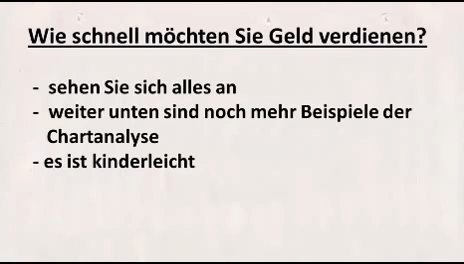 Wie schnell möchten Sie Geld verdienen?
- sehen Sie sich alles an
- weiter unten sind noch mehr Beispiele der
Chartanalyse
- es ist kinderleicht